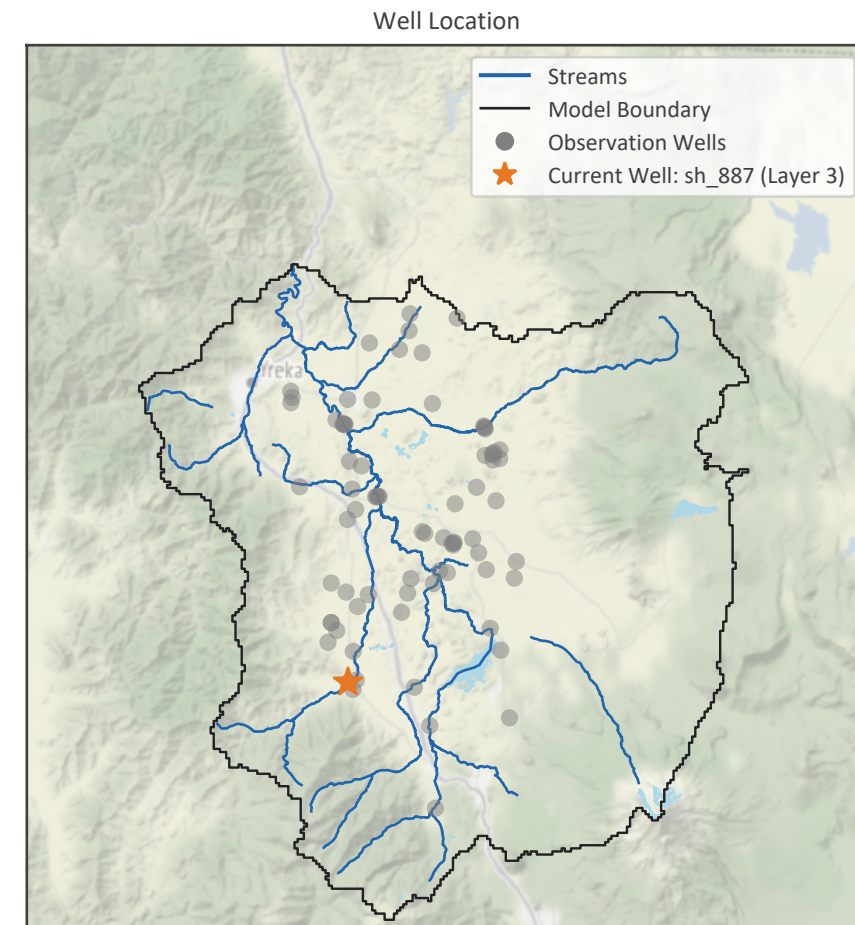 Well Location
Streams
Model Boundary
Observation Wells
Current Well: sh_887 (Layer 3)
Yreka